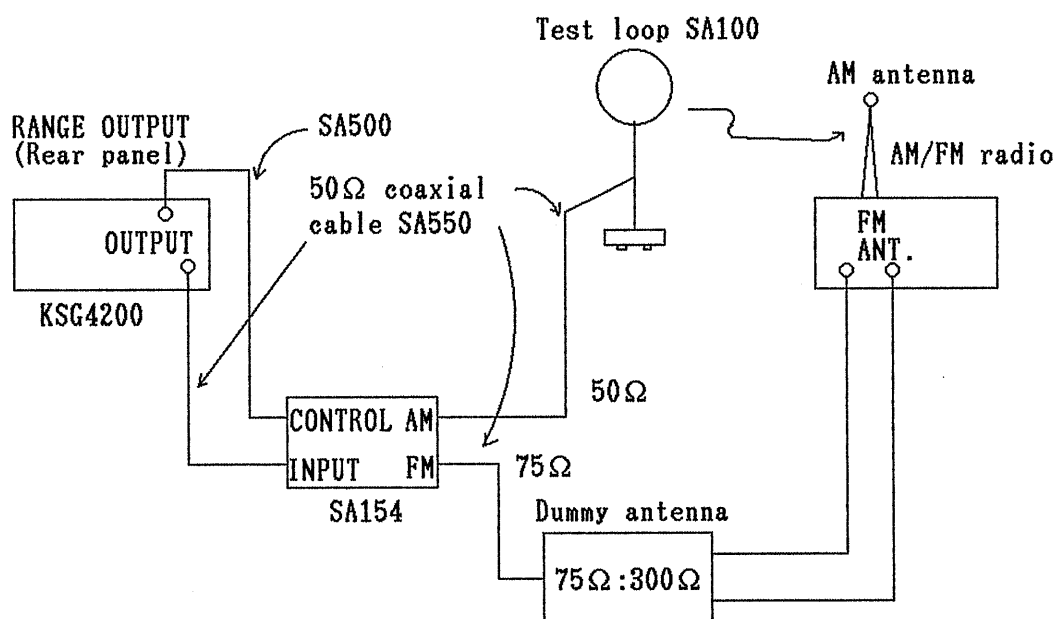 Test loop SA100
AM antenna
RANGE OUTPUT
(Rear panel)
SA500
AM/FM radio
50Ω coaxial
cable SA550
OUTPUT
FM
ANT.
KSG4200
50Ω
CONTROL AM
INPUT FM
75Ω
SA154
Dummy antenna
75Ω:300Ω